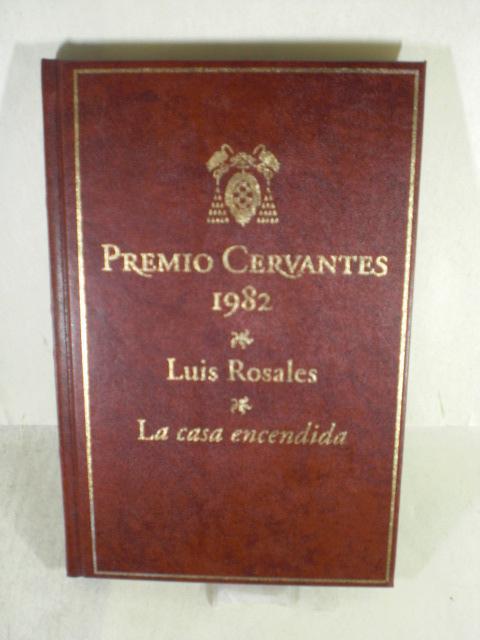 PREMIO CERVANTES
1982
Luis Rosales
La casa encendida